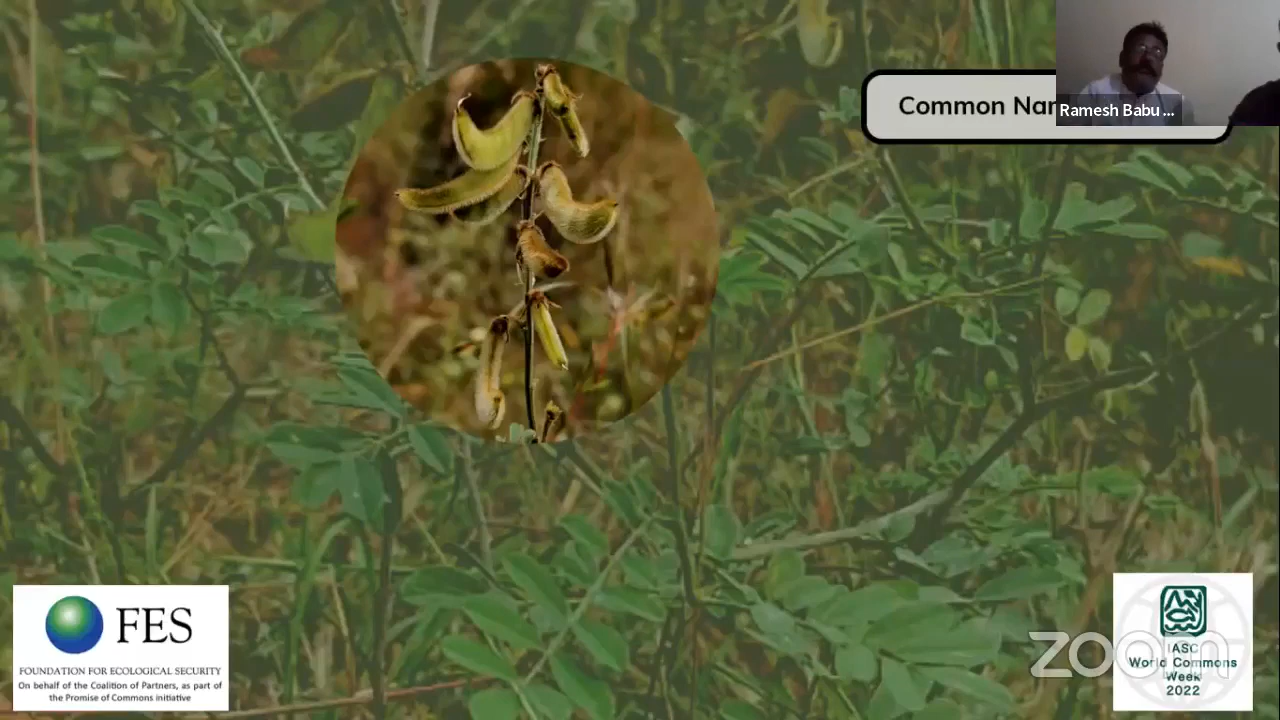 Common Nar
Ramesh Babu ...
FES
FOUNDATION FOR ECOLOGICAL SECURITY
On behalf of the Coalition of Partners, as part of
the Promise of Commons initiative
zoom
IASC
World Commons
Week
2022